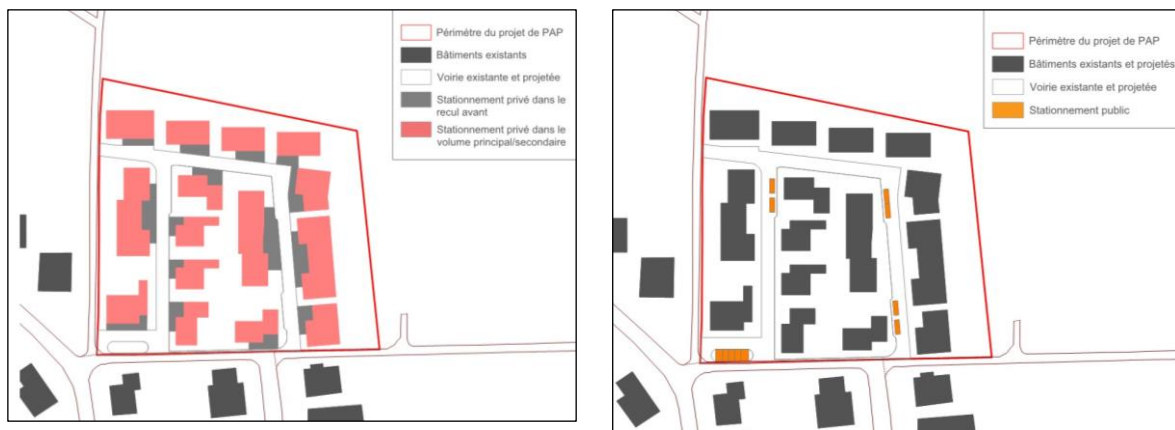 Périmètre du projet de PAP
Bâtiments existants
Voirie existante et projetée
Stationnement privé dans le
recul avant
Stationnement privé dans le
volume principal/secondaire
Périmètre du projet de PAP
Bâtiments existants et projetés
Voirie existante et projetée
Stationnement public